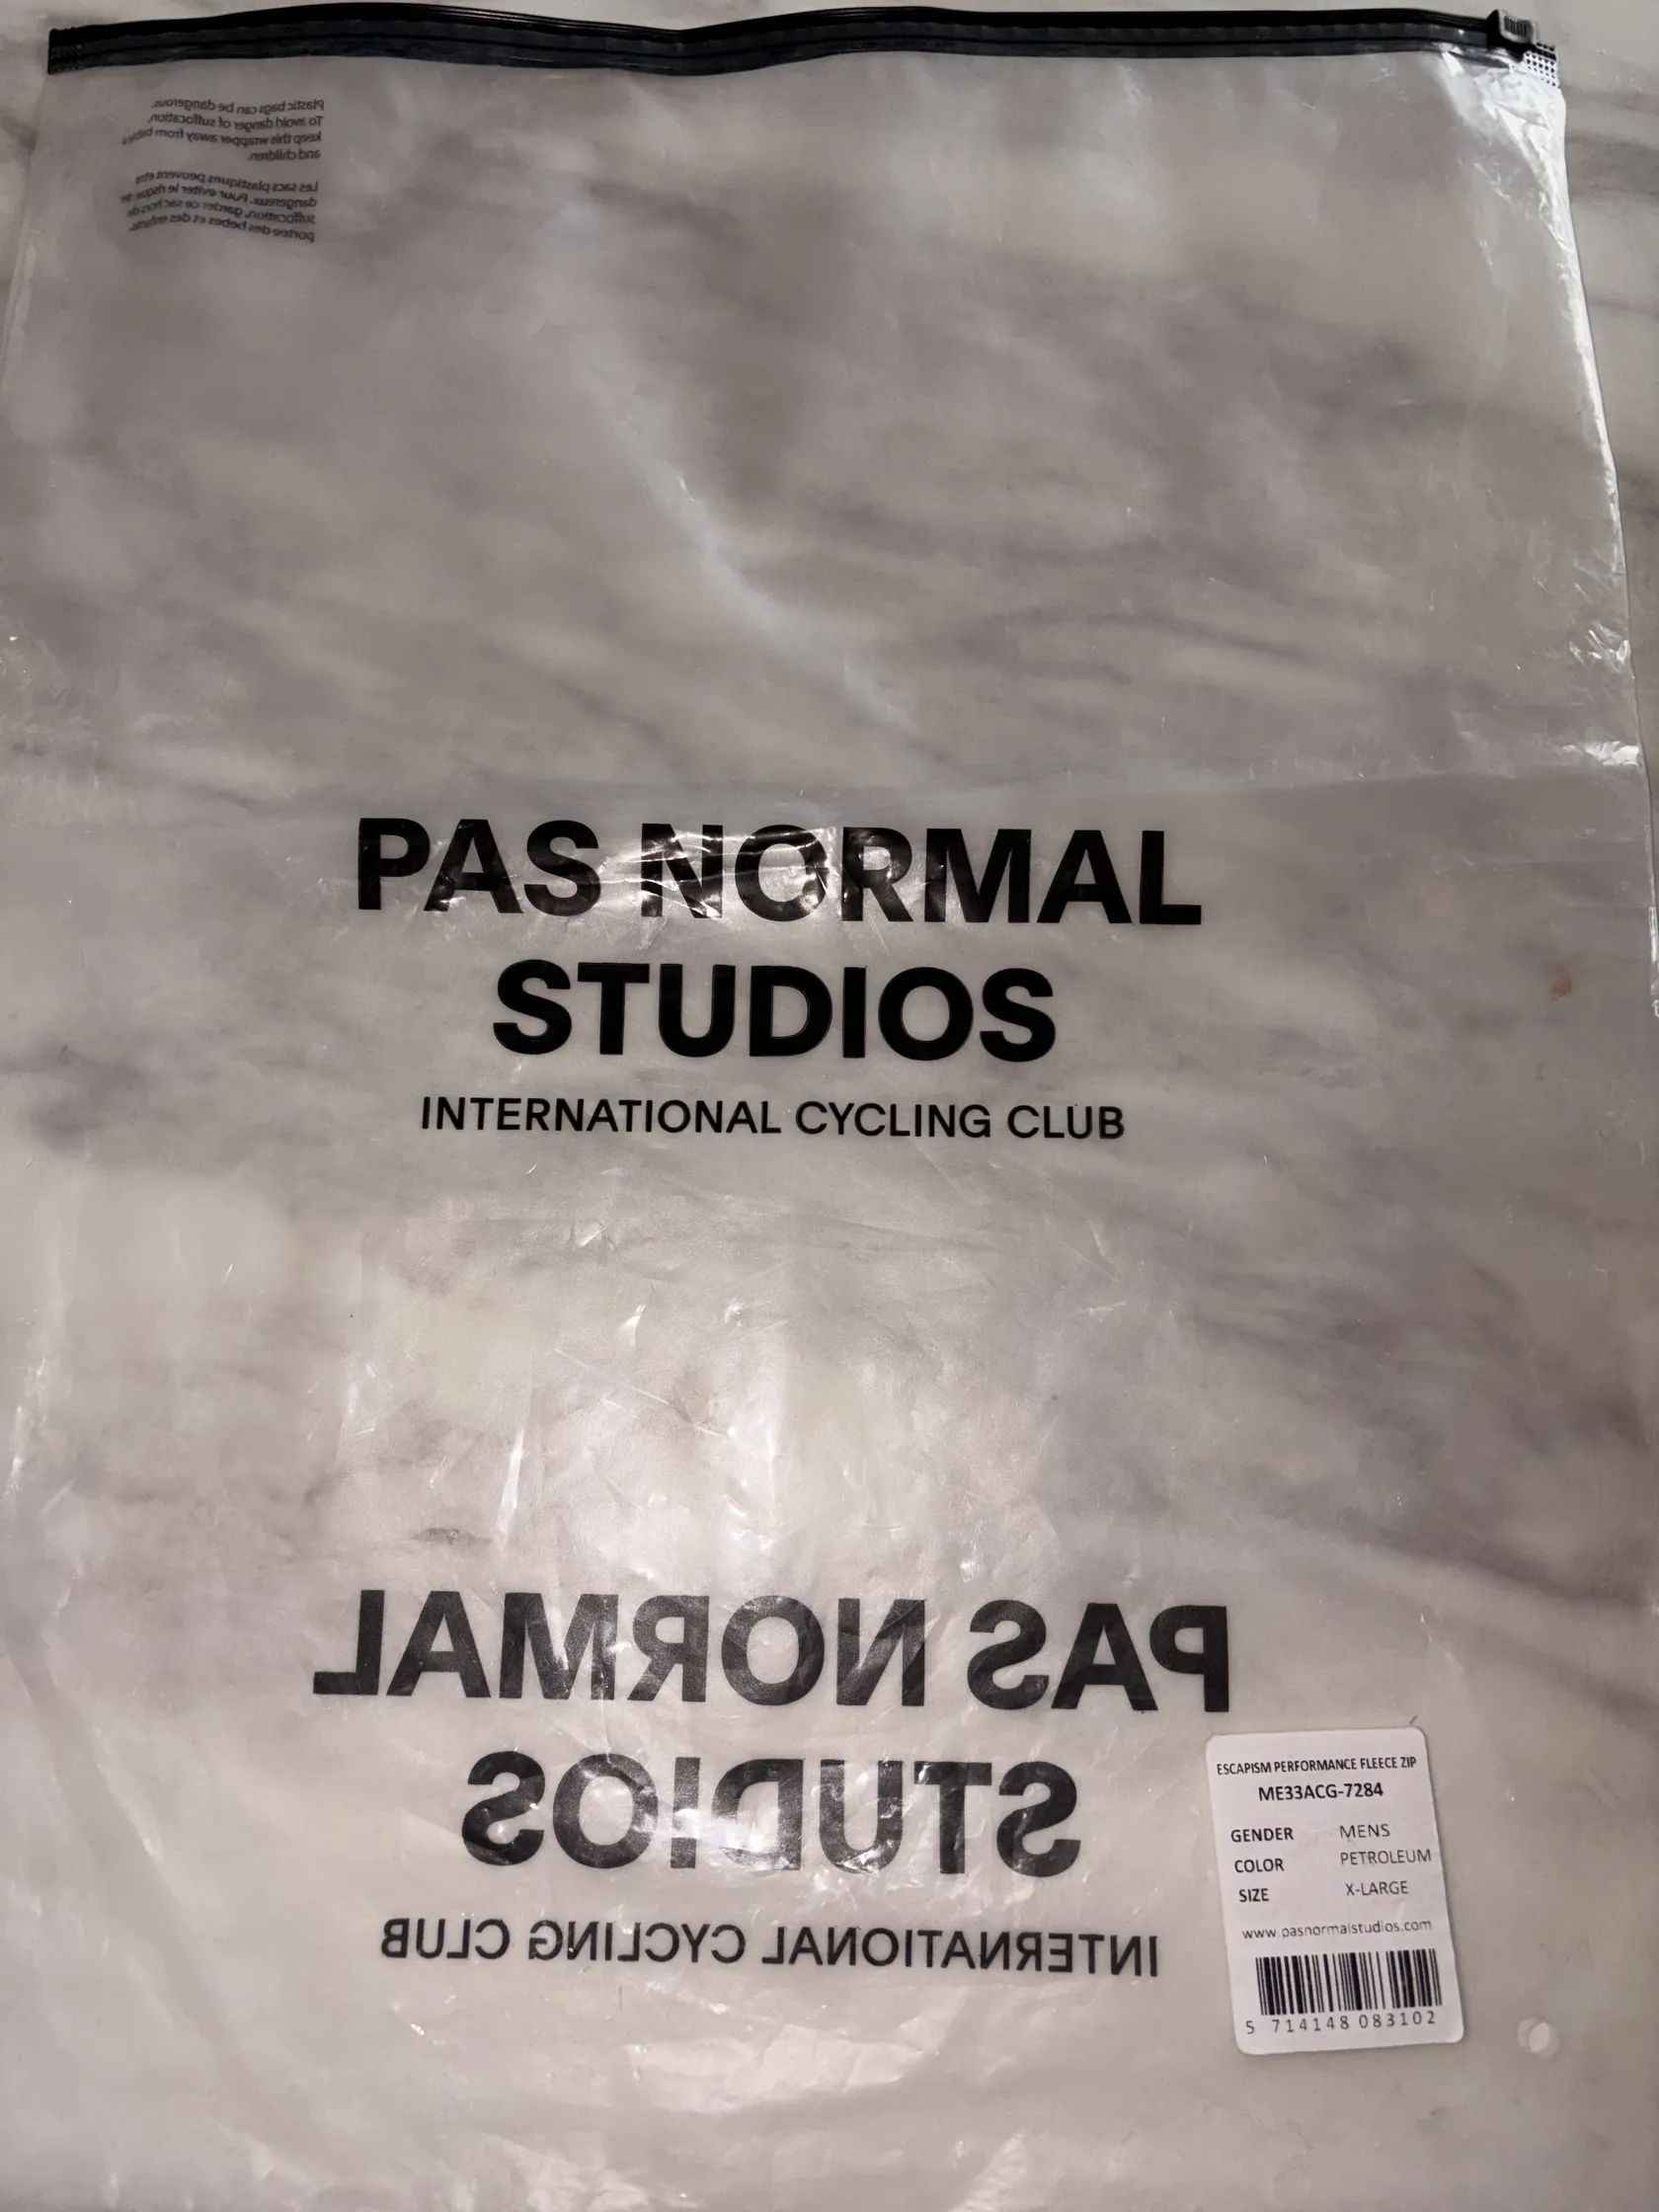 Plastic bags can be dangerous.
To avoid danger of suffocation,
keep this wrapper away from babies
and children.
Les sacs plastiques peuvent etre
dangereux. Pour eviter le risque de
suffocation, garder ce sac hors de
portee des bebes et des enfants.
PAS NORMAL
STUDIOS
INTERNATIONAL CYCLING CLUB
PAS NORMAL
STUDIOS
INTERNATIONAL CYCLING CLUB
ESCAPISM PERFORMANCE FLEECE ZIP
ME33ACG-7284
GENDER MENS
COLOR PETROLEUM
SIZE X-LARGE
www.pasnormalstudios.com
5 714148 083102